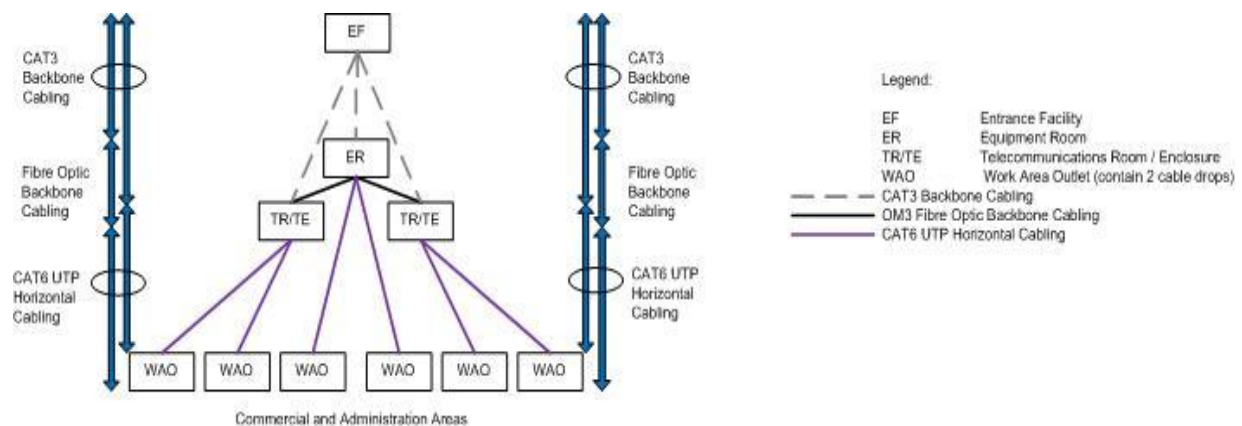 EF
CAT3
Backbone
Cabling
CAT3
Backbone
Cabling
ER
Fibre Optic
Backbone
Cabling
Fibre Optic
Backbone
Cabling
TR/TE
TR/TE
CAT6 UTP
Horizontal
Cabling
CAT6 UTP
Horizontal
Cabling
WAO
WAO
WAO
WAO
WAO
WAO
Commercial and Administration Areas
Legend:
EF Entrance Facility
ER Equipment Room
TR/TE Telecommunications Room / Enclosure
WAO Work Area Outlet (contain 2 cable drops)
CAT3 Backbone Cabling
OM3 Fibre Optic Backbone Cabling
CAT6 UTP Horizontal Cabling